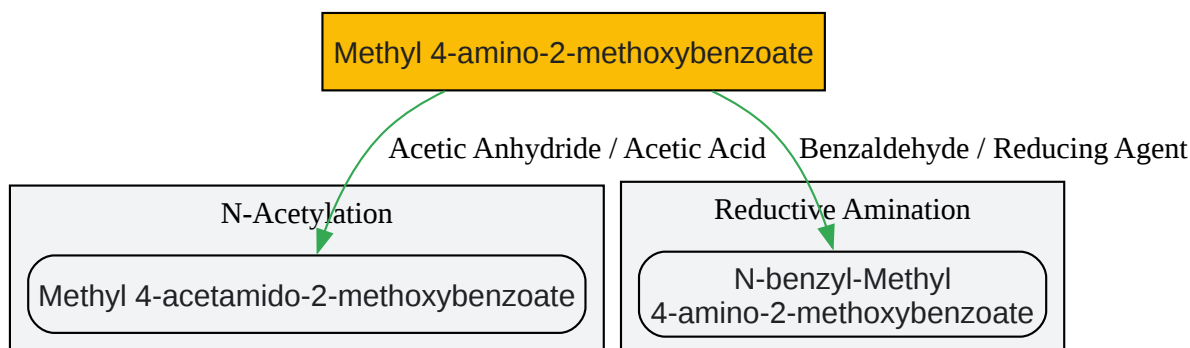 Methyl 4-amino-2-methoxybenzoate
Acetic Anhydride / Acetic Acid
Benzaldehyde / Reducing Agent
N-Acetylation
Reductive Amination
Methyl 4-acetamido-2-methoxybenzoate
N-benzyl-Methyl
4-amino-2-methoxybenzoate